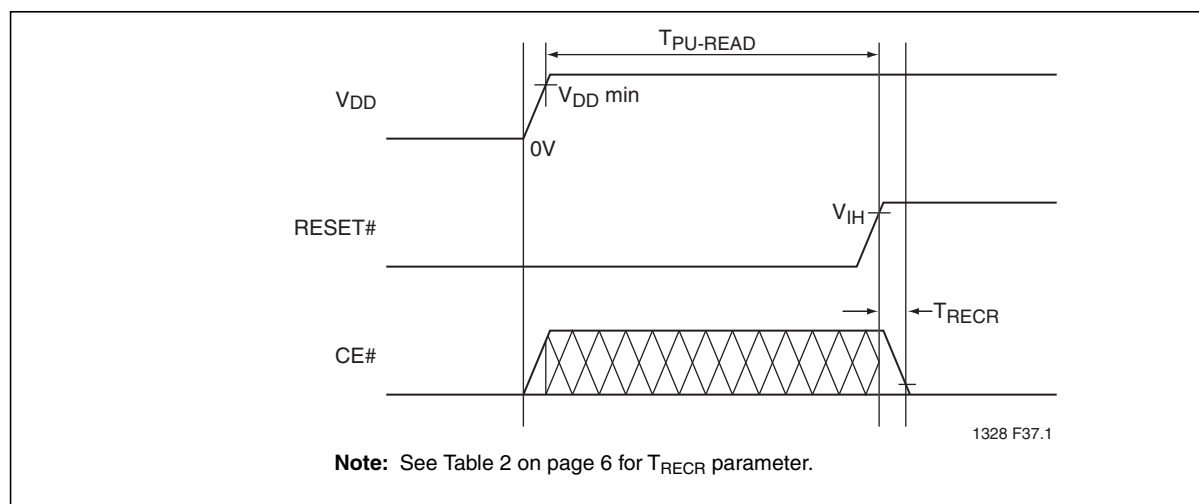 TPU-READ
VDD
VDD min
0V
VIH
RESET#
TRECR
CE#
1328 F37.1
Note: See Table 2 on page 6 for TRECR parameter.